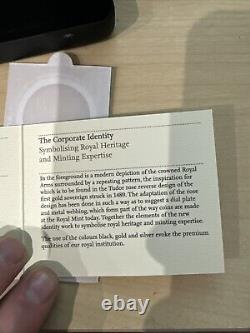 The Corporate Identity
Symbolising Royal Heritage
and Minting Expertise
In the foreground is a modern depiction of the crowned Royal
Arms surrounded by a repeating pattern, the inspiration for
which is to be found in the Tudor rose reverse design of the
first gold sovereign struck in 1489. The adaptation of the rose
design has been done in such a way as to suggest a dial plate
and metal webbing, which form part of the way coins are made
at the Royal Mint today. Together the elements of the new
identity work to symbolise royal heritage and minting expertise.
The use of the colours black, gold and silver evoke the premium
qualities of our royal institution.
ebay